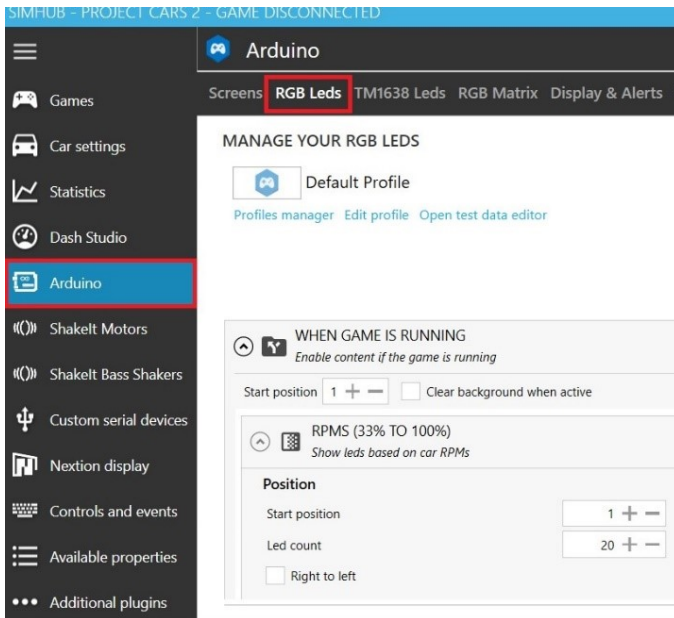 SIMHUB - PROJECT CARS 2 - GAME DISCONNECTED
Arduino
Games
Car settings
Statistics
Dash Studio
Arduino
ShakeIt Motors
ShakeIt Bass Shakers
Custom serial devices
Nextion display
Controls and events
Available properties
Additional plugins
Screens RGB Leds TM1638 Leds RGB Matrix Display & Alerts
MANAGE YOUR RGB LEDS
Default Profile
Profiles manager Edit profile Open test data editor
WHEN GAME IS RUNNING
Enable content if the game is running
Start position 1 Clear background when active
RPMS (33% TO 100%)
Show leds based on car RPMs
Position
Start position 1
Led count 20
Right to left